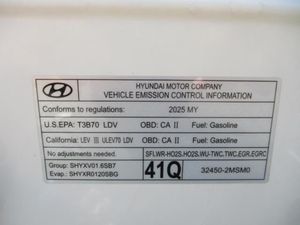 HYUNDAI MOTOR COMPANY
VEHICLE EMISSION CONTROL INFORMATION
Conforms to regulations: 2025 MY
U.S.EPA: T3B70 LDV OBD: CA II Fuel: Gasoline
California: LEV III ULEV70 LDV OBD: CA II Fuel: Gasoline
No adjustments needed. SFI,WR-HO2S,HO2S,WU-TWC,TWC,EGR,EGRC
Group: SHYXV01.6SB7 41Q 32450-2MSM0
Evap.: SHYXR0120SBG